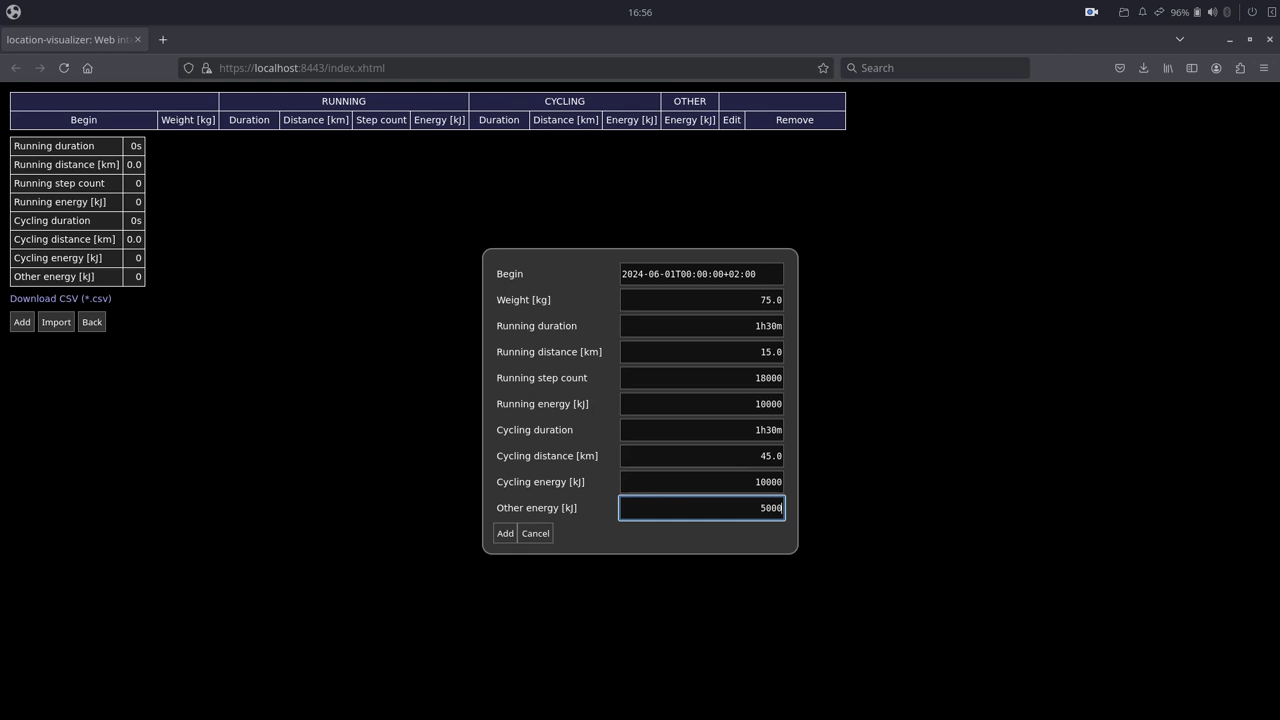 16:56
96%
location-visualizer: Web int
https://localhost:8443/index.xhtml
Search
RUNNING CYCLING OTHER
Begin Weight [kg] Duration Distance [km] Step count Energy [kJ] Duration Distance [km] Energy [kJ] Energy [kJ] Edit Remove
Running duration 0s
Running distance [km] 0.0
Running step count 0
Running energy [kJ] 0
Cycling duration 0s
Cycling distance [km] 0.0
Cycling energy [kJ] 0
Other energy [kJ] 0
Download CSV (*.csv)
Add Import Back
Begin 2024-06-01T00:00:00+02:00
Weight [kg] 75.0
Running duration 1h30m
Running distance [km] 15.0
Running step count 18000
Running energy [kJ] 10000
Cycling duration 1h30m
Cycling distance [km] 45.0
Cycling energy [kJ] 10000
Other energy [kJ] 5000
Add Cancel